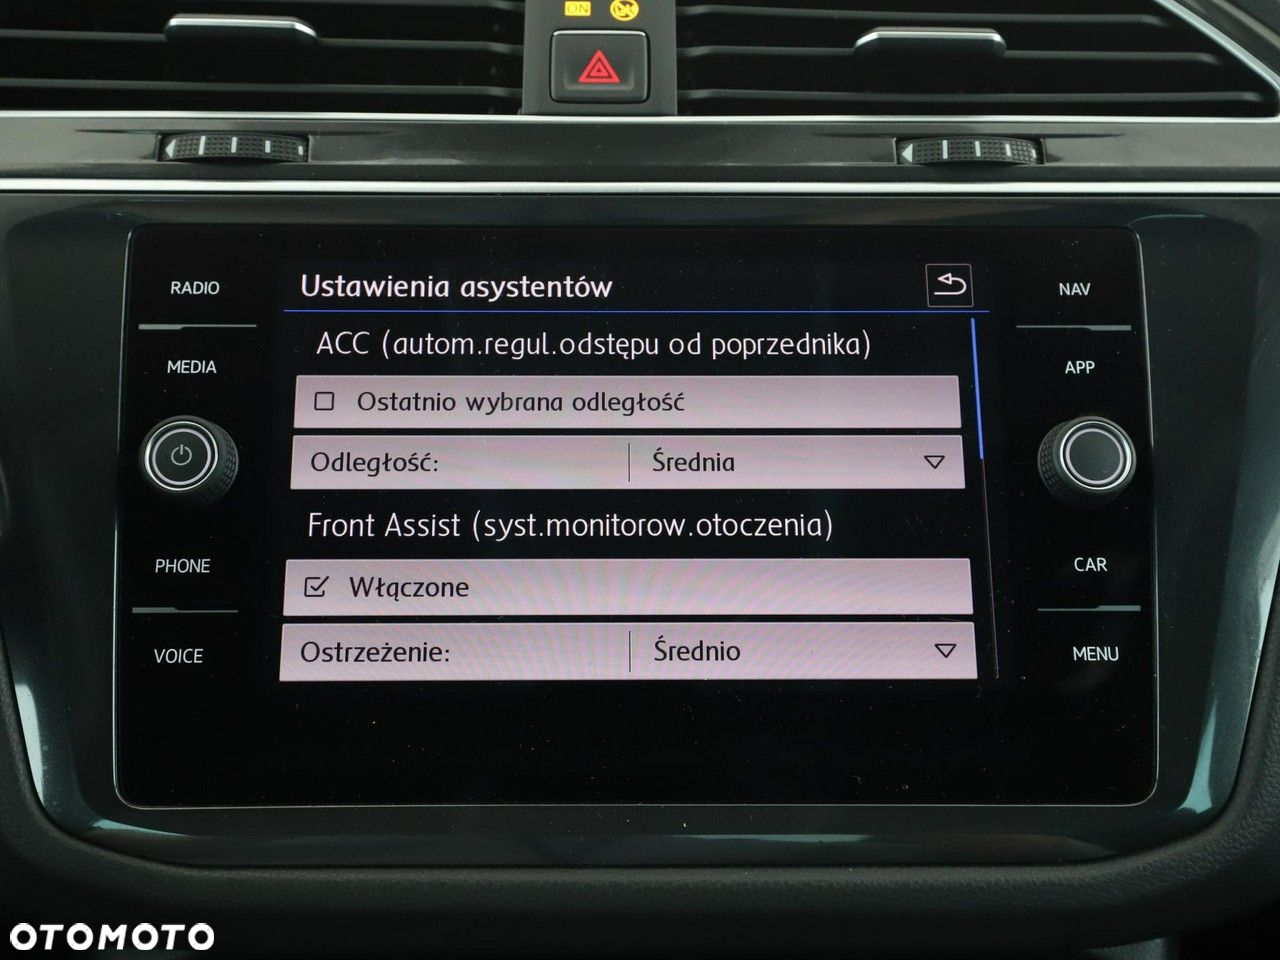 ON
RADIO
MEDIA
PHONE
VOICE
Ustawienia asystentów
ACC (autom.regul.odstępu od poprzednika)
Ostatnio wybrana odległość
Odległość: Średnia
Front Assist (syst.monitorow.otoczenia)
Włączone
Ostrzeżenie: Średnio
NAV
APP
CAR
MENU
OTOMOTO